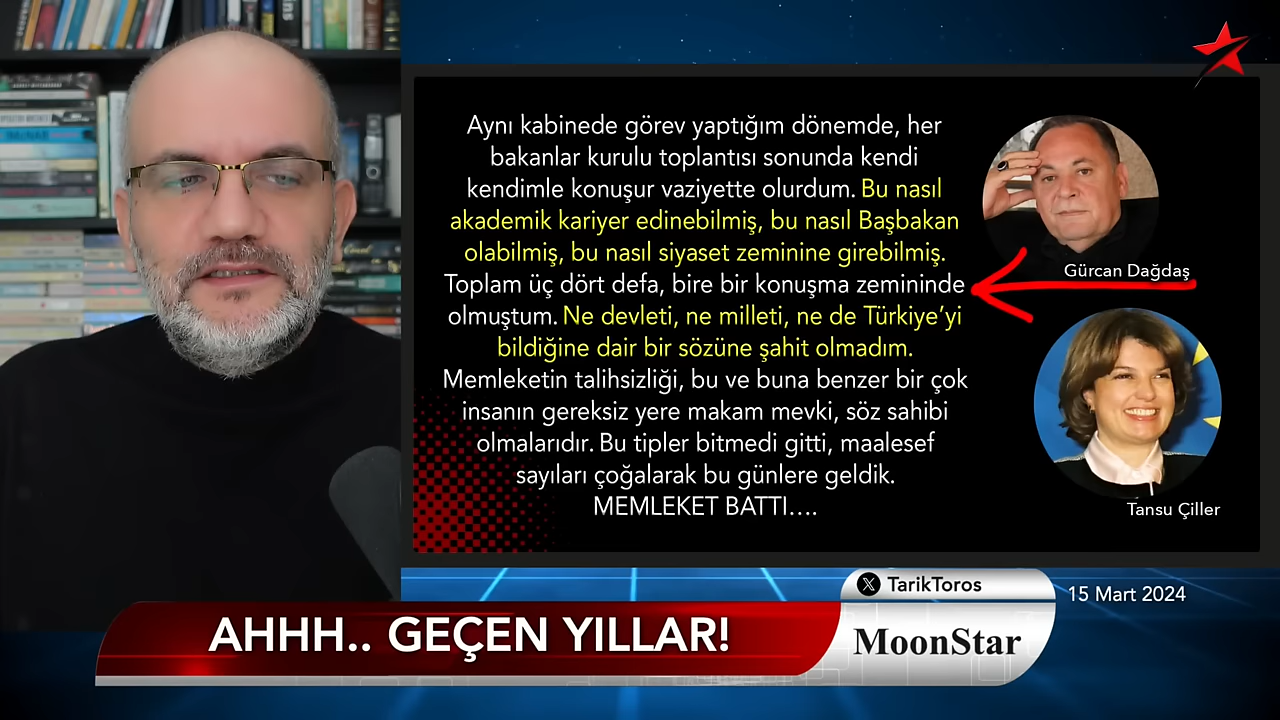 Aynı kabinede görev yaptığım dönemde, her
bakanlar kurulu toplantısı sonunda kendi
kendimle konuşur vaziyette olurdum. Bu nasıl
akademik kariyer edinebilmiş, bu nasıl Başbakan
olabilmiş, bu nasıl siyaset zeminine girebilmiş.
Toplam üç dört defa, bire bir konuşma zemininde
olmuştum. Ne devleti, ne milleti, ne de Türkiye’yi
bildiğine dair bir sözüne şahit olmadım.
Memleketin talihsizliği, bu ve buna benzer bir çok
insanın gereksiz yere makam mevki, söz sahibi
olmalarıdır. Bu tipler bitmedi gitti, maalesef
sayıları çoğalarak bu günlere geldik.
MEMLEKET BATTI....
Gürcan Dağdaş
Tansu Çiller
TarikToros
15 Mart 2024
AHHH.. GEÇEN YILLAR!
MoonStar